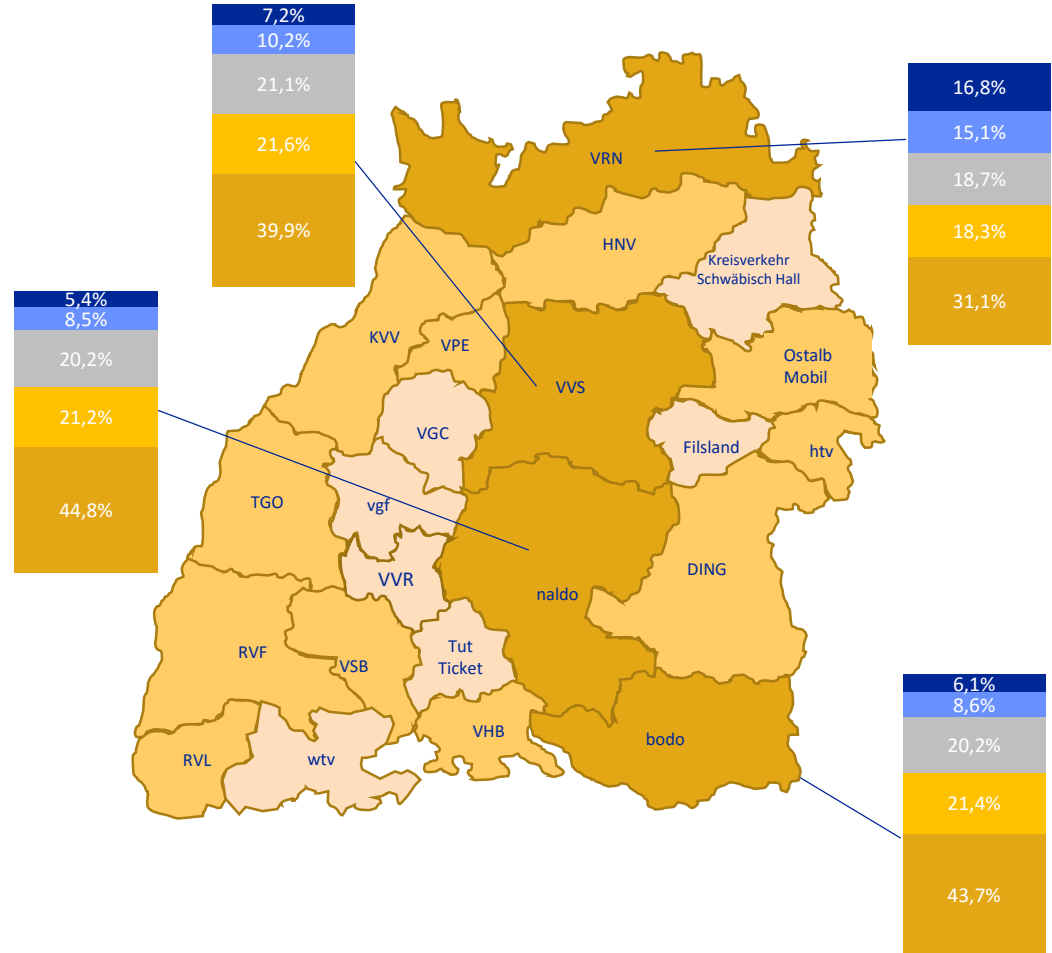 7,2%
10,2%
21,1%
21,6%
39,9%
16,8%
15,1%
18,7%
18,3%
31,1%
5,4%
8,5%
20,2%
21,2%
44,8%
VRN
HNV
Kreisverkehr
Schwäbisch Hall
KVV
VPE
Ostalb
Mobil
VVS
VGC
Filsland
htv
TGO
vgf
VVR
DING
naldo
RVF
VSB
Tut
Ticket
VHB
bodo
RVL
wtv
6,1%
8,6%
20,2%
21,4%
43,7%